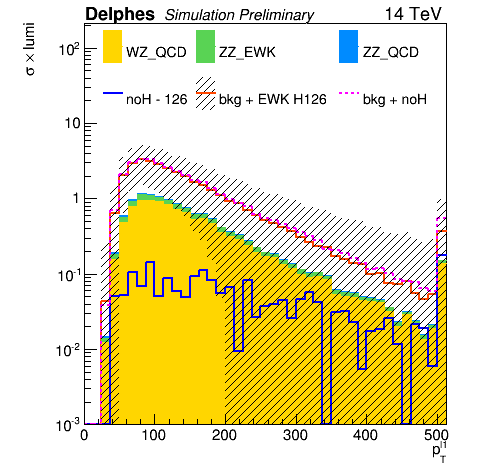 Delphes Simulation Preliminary 14 TeV
σ × lumi
WZ_QCD ZZ_EWK ZZ_QCD
noH - 126 bkg + EWK H126 bkg + noH
10²
10
1
10⁻¹
10⁻²
10⁻³
0 100 200 300 400 500
p_T^l1